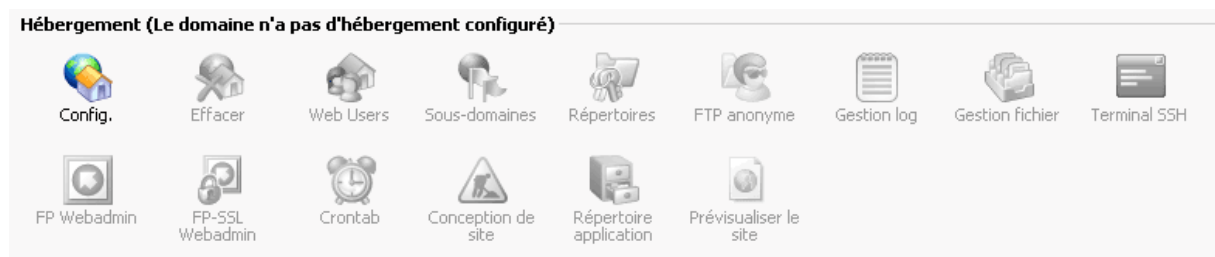 Hébergement (Le domaine n'a pas d'hébergement configuré)
Config. Effacer Web Users Sous-domaines Répertoires FTP anonyme Gestion log Gestion fichier Terminal SSH
FP Webadmin FP-SSL Webadmin Crontab Conception de site Répertoire application Prévisualiser le site